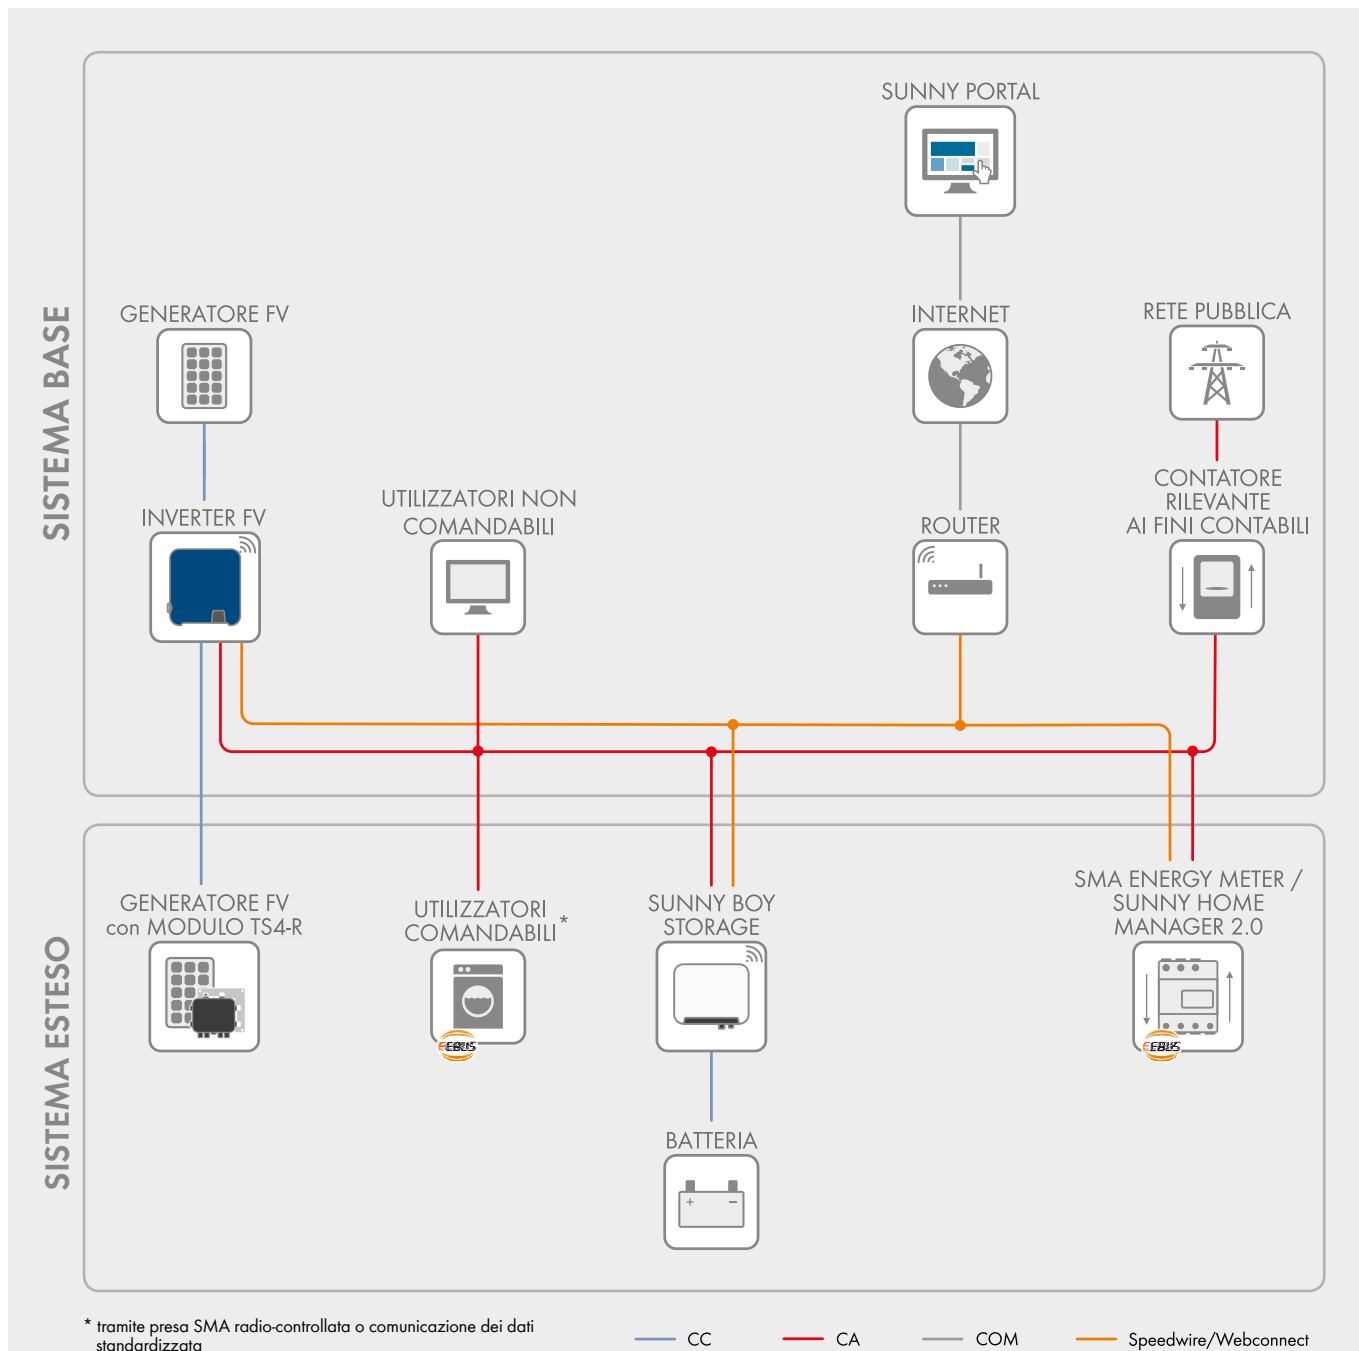 SISTEMA BASE
SUNNY PORTAL
GENERATORE FV
INTERNET
RETE PUBBLICA
INVERTER FV
UTILIZZATORI NON
COMANDABILI
ROUTER
CONTATORE
RILEVANTE
AI FINI CONTABILI
SISTEMA ESTESO
GENERATORE FV
con MODULO TS4-R
UTILIZZATORI
COMANDABILI *
EEBUS
SUNNY BOY
STORAGE
SMA ENERGY METER /
SUNNY HOME
MANAGER 2.0
EEBUS
BATTERIA
+ −
* tramite presa SMA radio-controllata o comunicazione dei dati
standardizzata
CC
CA
COM
Speedwire/Webconnect